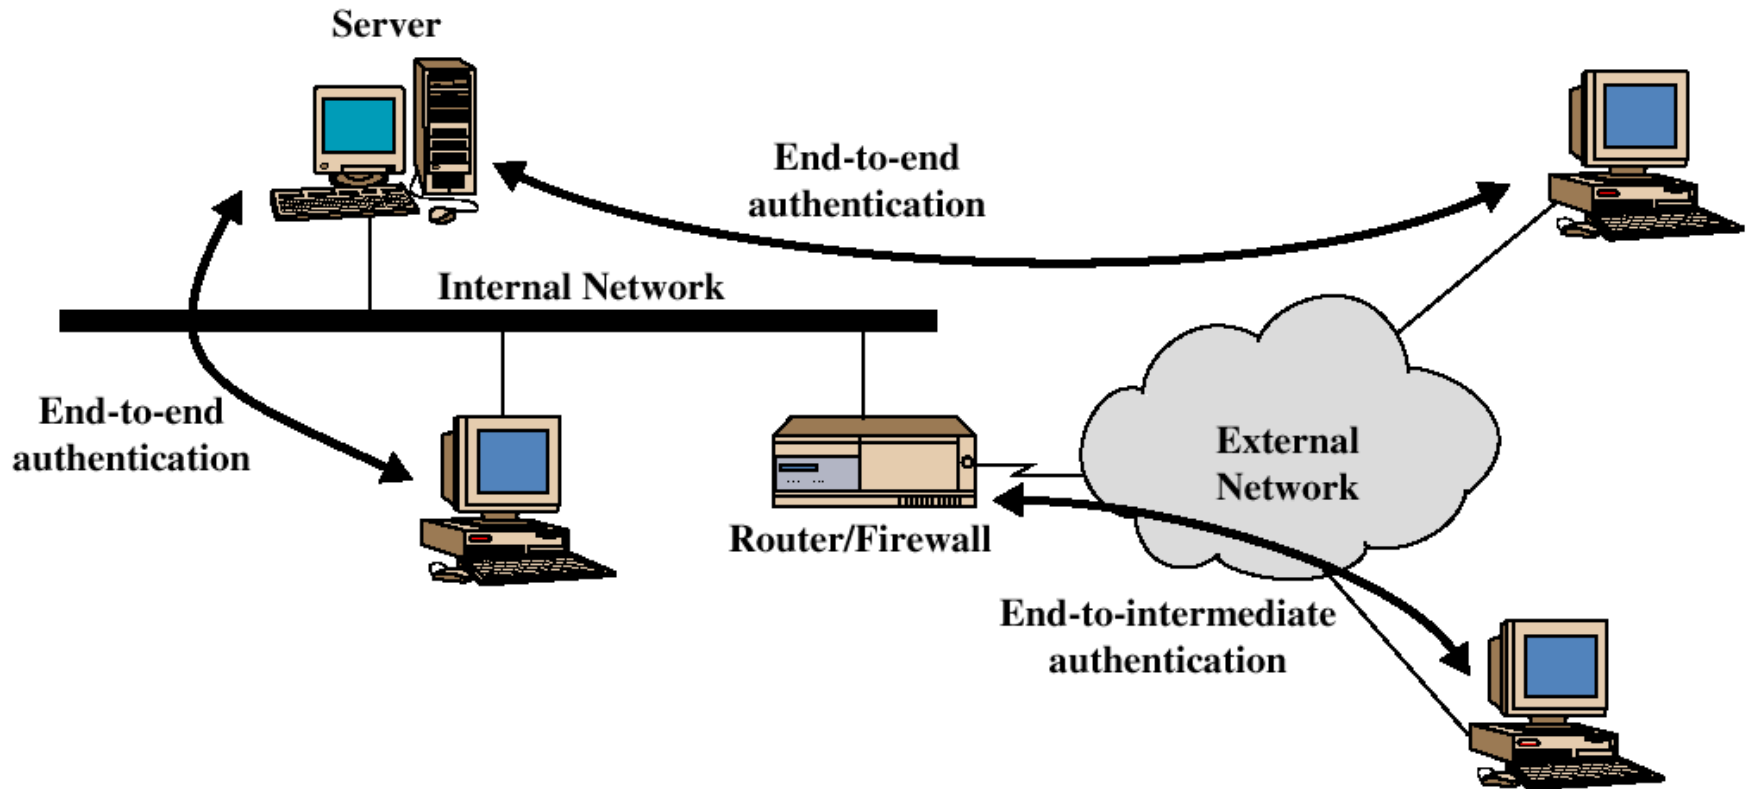 Server
End-to-end
authentication
Internal Network
End-to-end
authentication
External
Network
Router/Firewall
End-to-intermediate
authentication